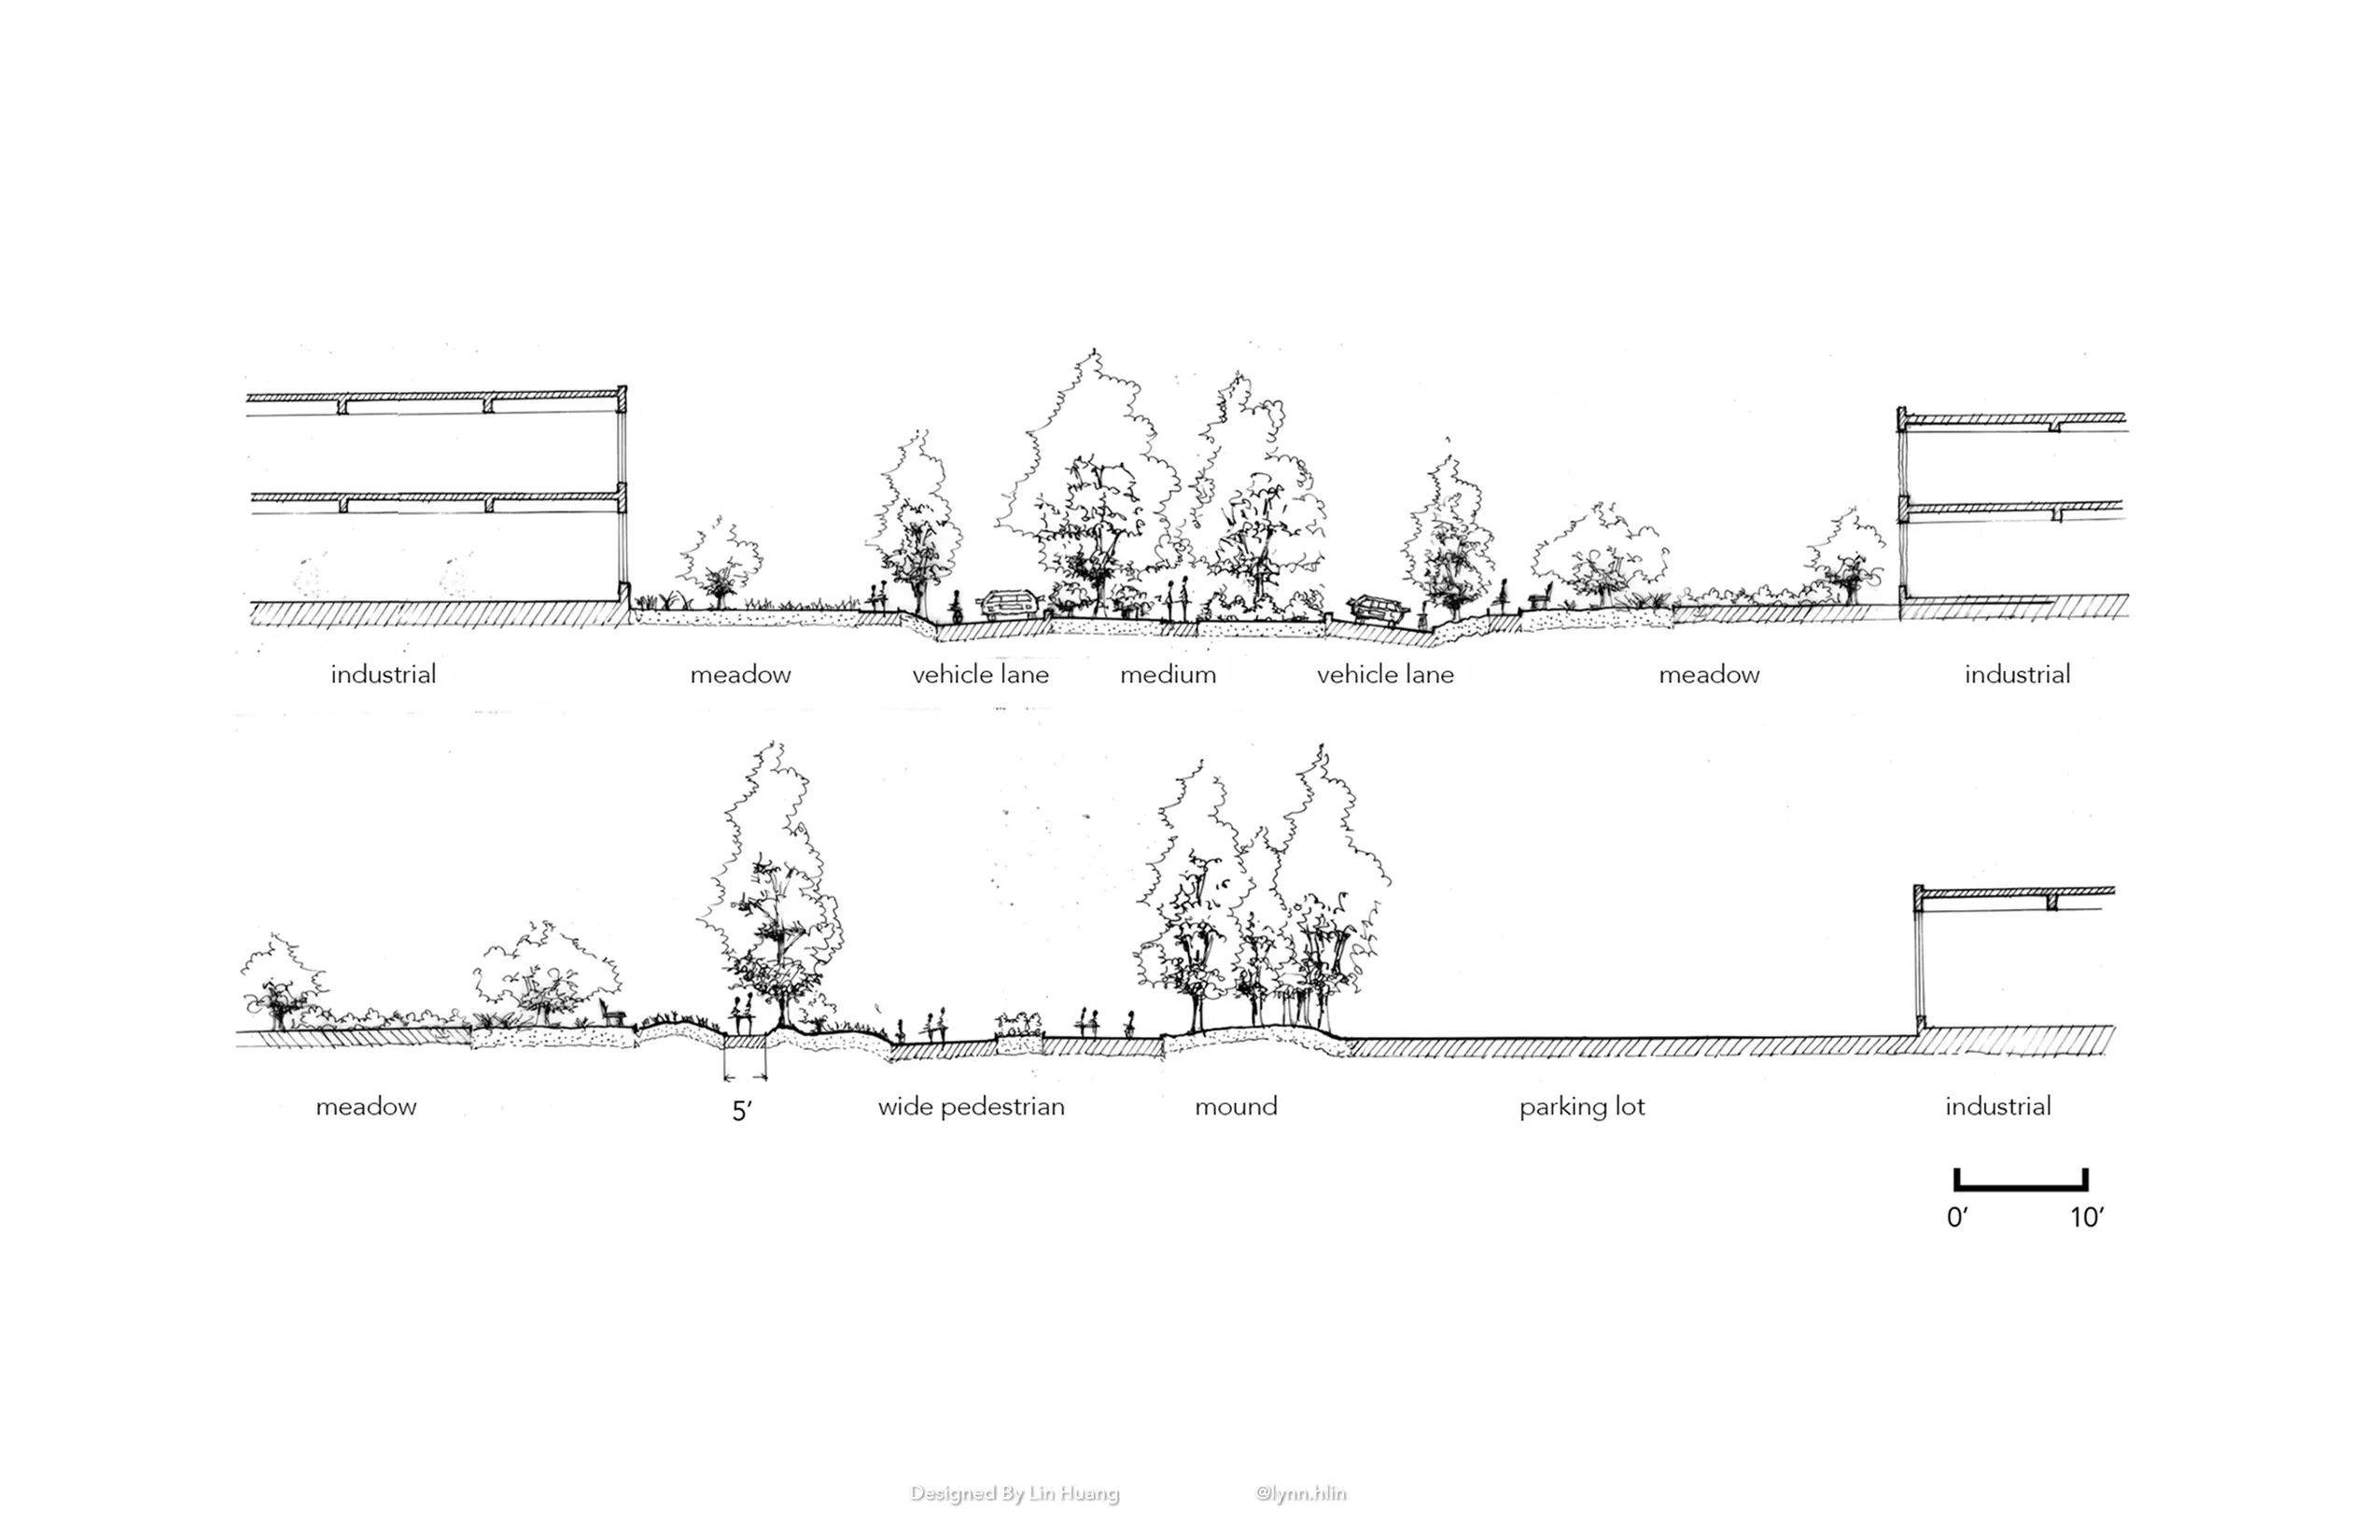 industrial meadow vehicle lane medium vehicle lane meadow industrial
meadow 5’ wide pedestrian mound parking lot industrial
0’ 10’
Designed By Lin Huang @lynn.hlin